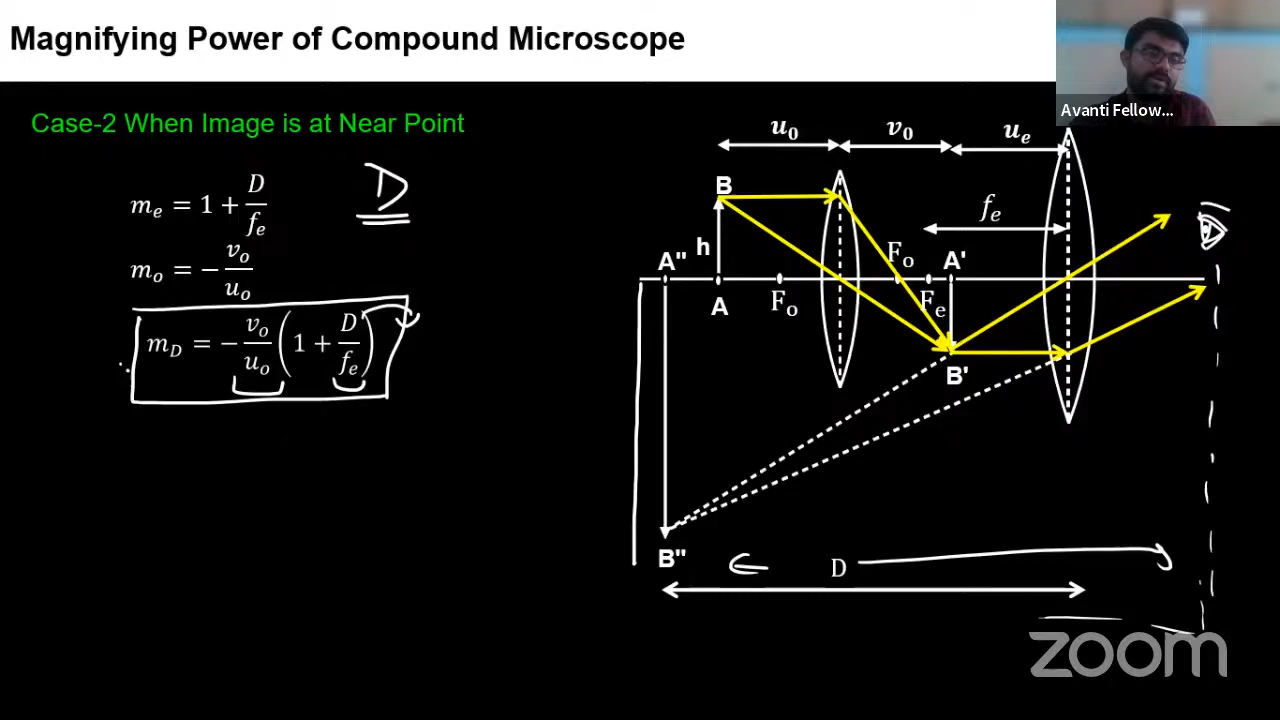 Magnifying Power of Compound Microscope
Avanti Fellow...
Case-2 When Image is at Near Point
m_e = 1 + D/f_e
D
m_o = − v_o/u_o
m_D = − v_o/u_o (1 + D/f_e)
u_0 v_0 u_e
B
f_e
h
A" F_o A'
A F_o F_e
B'
B" D
zoom